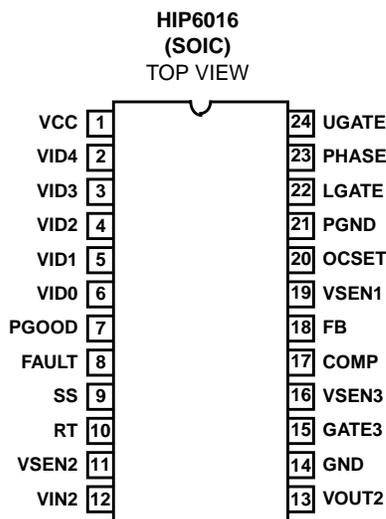 HIP6016
(SOIC)
TOP VIEW
VCC 1 24 UGATE
VID4 2 23 PHASE
VID3 3 22 LGATE
VID2 4 21 PGND
VID1 5 20 OCSET
VID0 6 19 VSEN1
PGOOD 7 18 FB
FAULT 8 17 COMP
SS 9 16 VSEN3
RT 10 15 GATE3
VSEN2 11 14 GND
VIN2 12 13 VOUT2